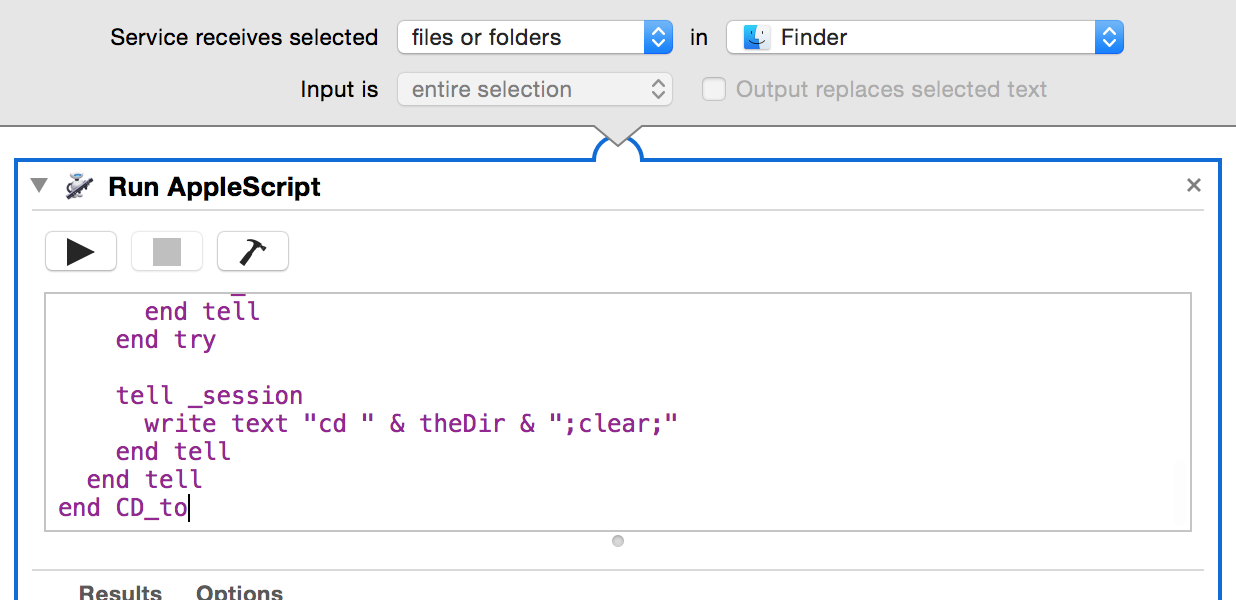 Service receives selected files or folders in Finder
Input is entire selection Output replaces selected text
Run AppleScript
end tell
end try
tell _session
write text "cd " & theDir & ";clear;"
end tell
end tell
end CD_to
Results Options